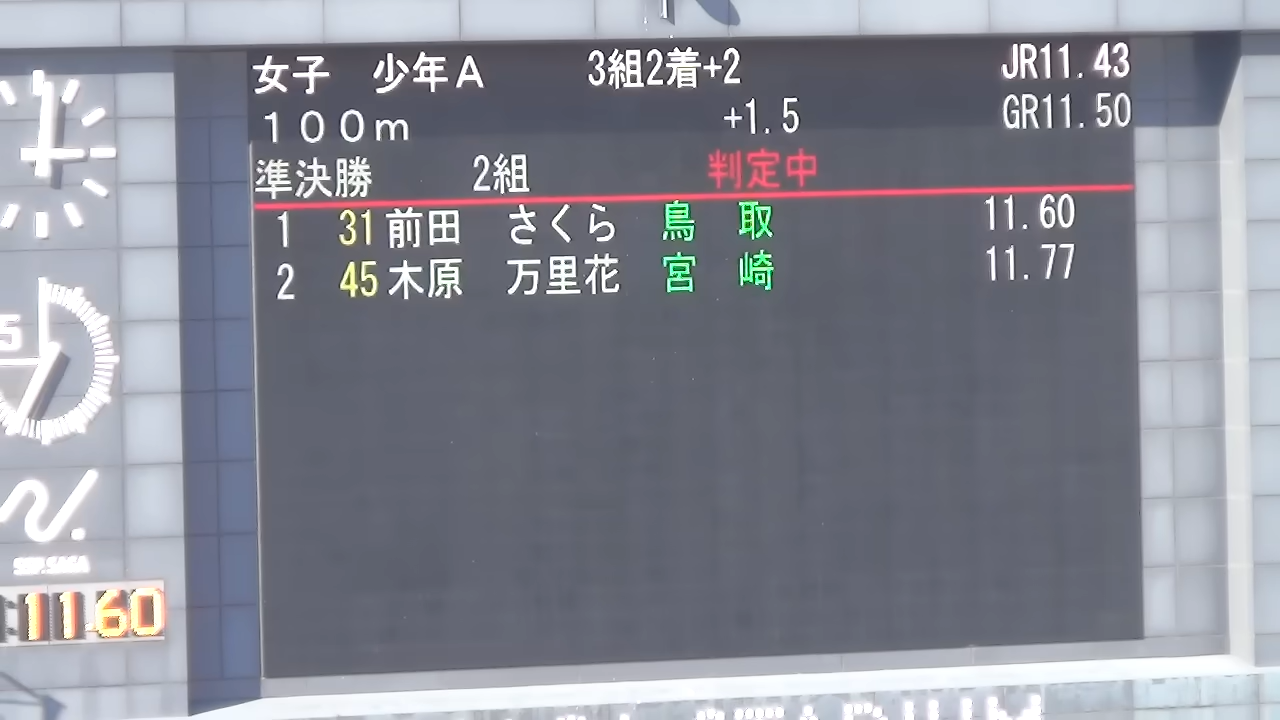 女子 少年A 3組2着+2 JR11.43
100m +1.5 GR11.50
準決勝 2組 判定中
1 31 前田 さくら 鳥取 11.60
2 45 木原 万里花 宮崎 11.77
11.60